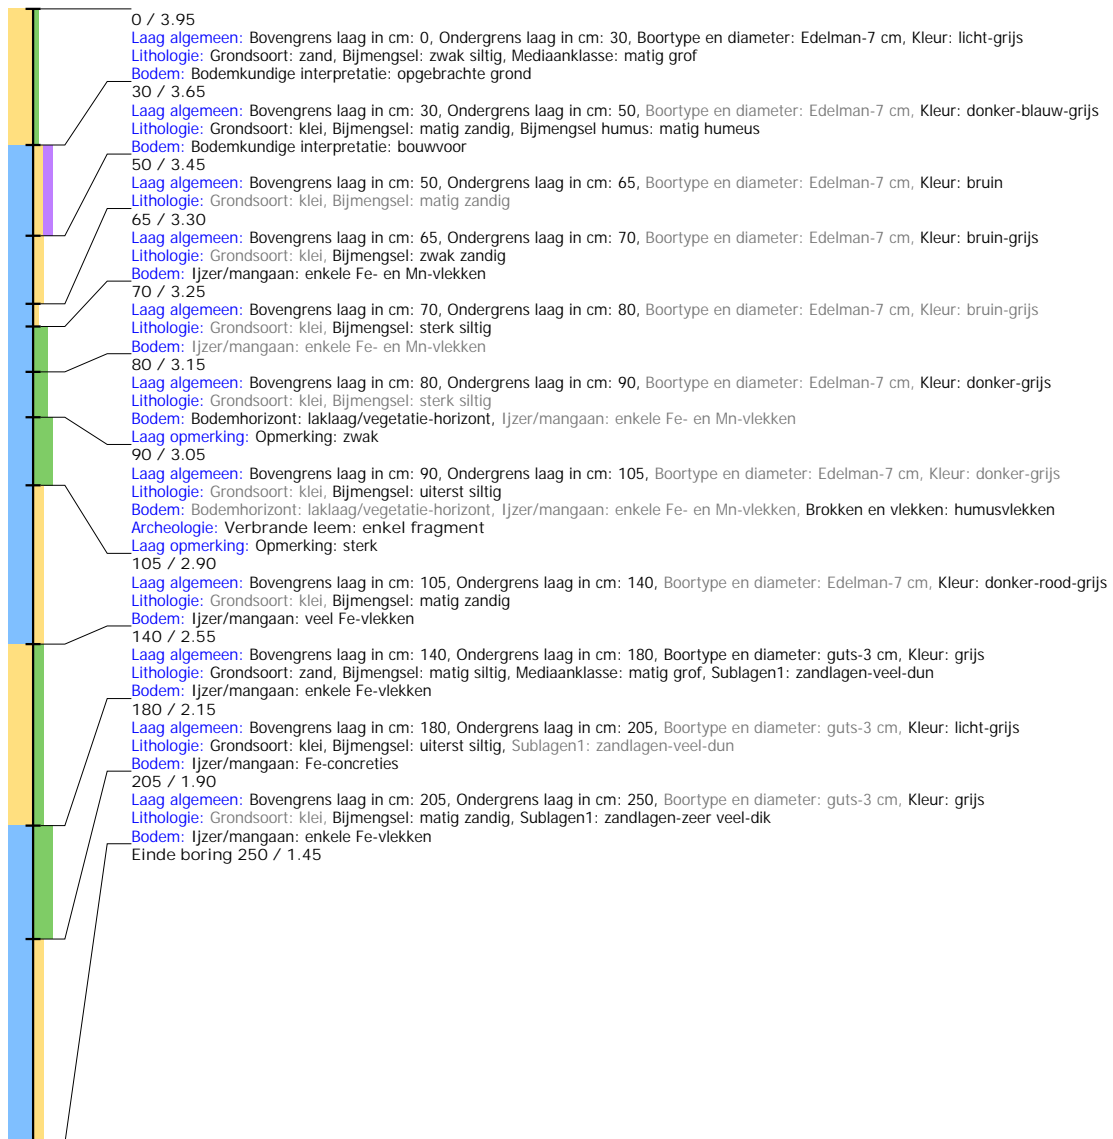 0 / 3.95
Laag algemeen: Bovengrens laag in cm: 0, Ondergrens laag in cm: 30, Boortype en diameter: Edelman-7 cm, Kleur: licht-grijs
Lithologie: Grondsoort: zand, Bijmengsel: zwak siltig, Mediaanklasse: matig grof
Bodem: Bodemkundige interpretatie: opgebrachte grond
30 / 3.65
Laag algemeen: Bovengrens laag in cm: 30, Ondergrens laag in cm: 50, Boortype en diameter: Edelman-7 cm, Kleur: donker-blauw-grijs
Lithologie: Grondsoort: klei, Bijmengsel: matig zandig, Bijmengsel humus: matig humeus
Bodem: Bodemkundige interpretatie: bouwvoor
50 / 3.45
Laag algemeen: Bovengrens laag in cm: 50, Ondergrens laag in cm: 65, Boortype en diameter: Edelman-7 cm, Kleur: bruin
Lithologie: Grondsoort: klei, Bijmengsel: matig zandig
65 / 3.30
Laag algemeen: Bovengrens laag in cm: 65, Ondergrens laag in cm: 70, Boortype en diameter: Edelman-7 cm, Kleur: bruin-grijs
Lithologie: Grondsoort: klei, Bijmengsel: zwak zandig
Bodem: Ijzer/mangaan: enkele Fe- en Mn-vlekken
70 / 3.25
Laag algemeen: Bovengrens laag in cm: 70, Ondergrens laag in cm: 80, Boortype en diameter: Edelman-7 cm, Kleur: bruin-grijs
Lithologie: Grondsoort: klei, Bijmengsel: sterk siltig
Bodem: Ijzer/mangaan: enkele Fe- en Mn-vlekken
80 / 3.15
Laag algemeen: Bovengrens laag in cm: 80, Ondergrens laag in cm: 90, Boortype en diameter: Edelman-7 cm, Kleur: donker-grijs
Lithologie: Grondsoort: klei, Bijmengsel: sterk siltig
Bodem: Bodemhorizont: laklaag/vegetatie-horizont, Ijzer/mangaan: enkele Fe- en Mn-vlekken
Laag opmerking: Opmerking: zwak
90 / 3.05
Laag algemeen: Bovengrens laag in cm: 90, Ondergrens laag in cm: 105, Boortype en diameter: Edelman-7 cm, Kleur: donker-grijs
Lithologie: Grondsoort: klei, Bijmengsel: uiterst siltig
Bodem: Bodemhorizont: laklaag/vegetatie-horizont, Ijzer/mangaan: enkele Fe- en Mn-vlekken, Brokken en vlekken: humusvlekken
Archeologie: Verbrande leem: enkel fragment
Laag opmerking: Opmerking: sterk
105 / 2.90
Laag algemeen: Bovengrens laag in cm: 105, Ondergrens laag in cm: 140, Boortype en diameter: Edelman-7 cm, Kleur: donker-rood-grijs
Lithologie: Grondsoort: klei, Bijmengsel: matig zandig
Bodem: Ijzer/mangaan: veel Fe-vlekken
140 / 2.55
Laag algemeen: Bovengrens laag in cm: 140, Ondergrens laag in cm: 180, Boortype en diameter: guts-3 cm, Kleur: grijs
Lithologie: Grondsoort: zand, Bijmengsel: matig siltig, Mediaanklasse: matig grof, Sublagen1: zandlagen-veel-dun
Bodem: Ijzer/mangaan: enkele Fe-vlekken
180 / 2.15
Laag algemeen: Bovengrens laag in cm: 180, Ondergrens laag in cm: 205, Boortype en diameter: guts-3 cm, Kleur: licht-grijs
Lithologie: Grondsoort: klei, Bijmengsel: uiterst siltig, Sublagen1: zandlagen-veel-dun
Bodem: Ijzer/mangaan: Fe-concreties
205 / 1.90
Laag algemeen: Bovengrens laag in cm: 205, Ondergrens laag in cm: 250, Boortype en diameter: guts-3 cm, Kleur: grijs
Lithologie: Grondsoort: klei, Bijmengsel: matig zandig, Sublagen1: zandlagen-zeer veel-dik
Bodem: Ijzer/mangaan: enkele Fe-vlekken
Einde boring 250 / 1.45